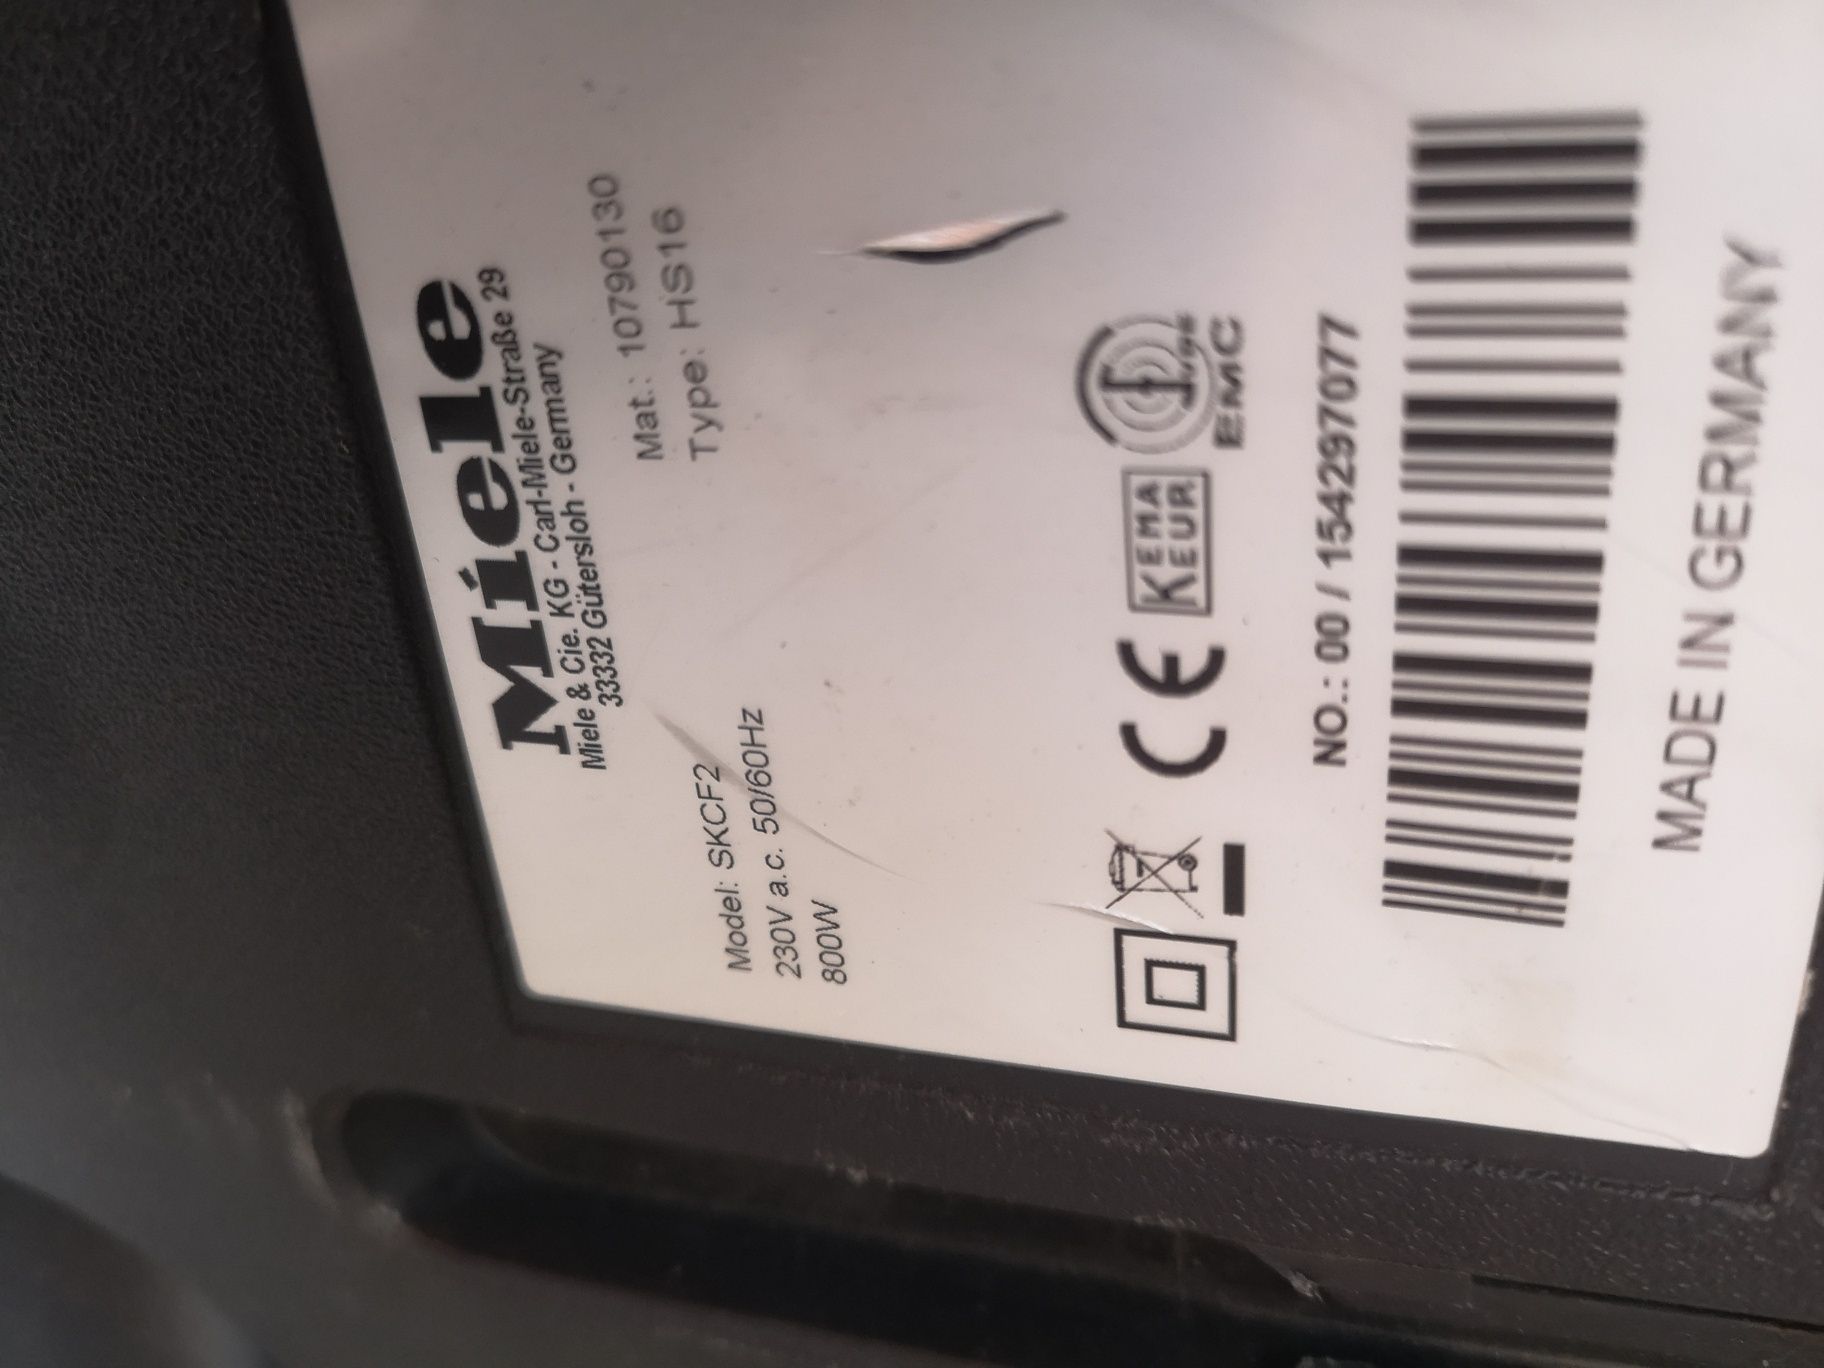 Miele
Miele & Cie. KG - Carl-Miele-Straße 29
33332 Gütersloh - Germany
Mat.: 10790130
Type: HS16
Model: SKCF2
230V a.c. 50/60Hz
800W
CE
KEMA
KEUR
EMC
NO.: 00 / 154297077
MADE IN GERMANY